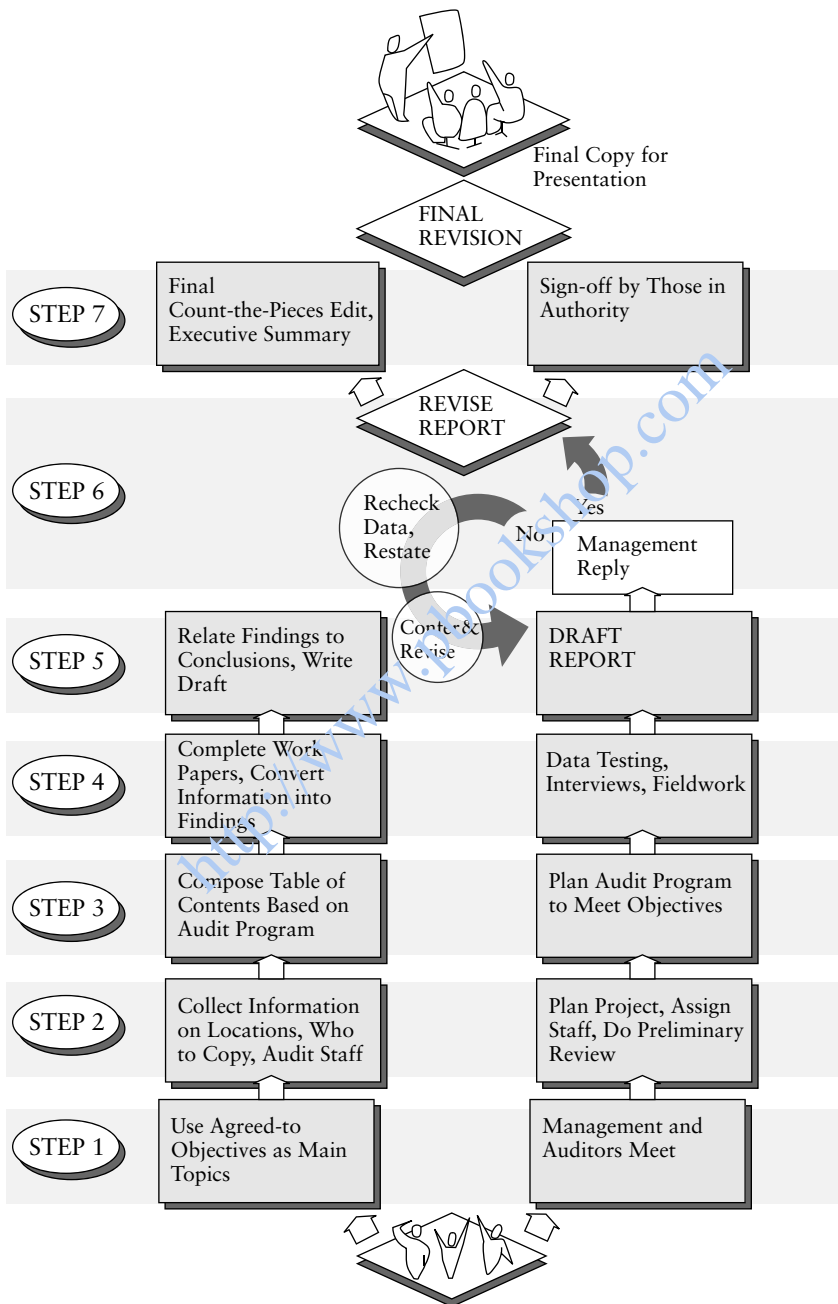 Final Copy for
Presentation
FINAL
REVISION
STEP 7
Final
Count-the-Pieces Edit,
Executive Summary
Sign-off by Those in
Authority
REVISE
REPORT
STEP 6
Recheck
Data,
Restate
No
Yes
Management
Reply
STEP 5
Relate Findings to
Conclusions, Write
Draft
Confer &
Revise
DRAFT
REPORT
STEP 4
Complete Work
Papers, Convert
Information into
Findings
Data Testing,
Interviews, Fieldwork
STEP 3
Compose Table of
Contents Based on
Audit Program
Plan Audit Program
to Meet Objectives
STEP 2
Collect Information
on Locations, Who
to Copy, Audit Staff
Plan Project, Assign
Staff, Do Preliminary
Review
STEP 1
Use Agreed-to
Objectives as Main
Topics
Management and
Auditors Meet
http://www.pbookshop.com